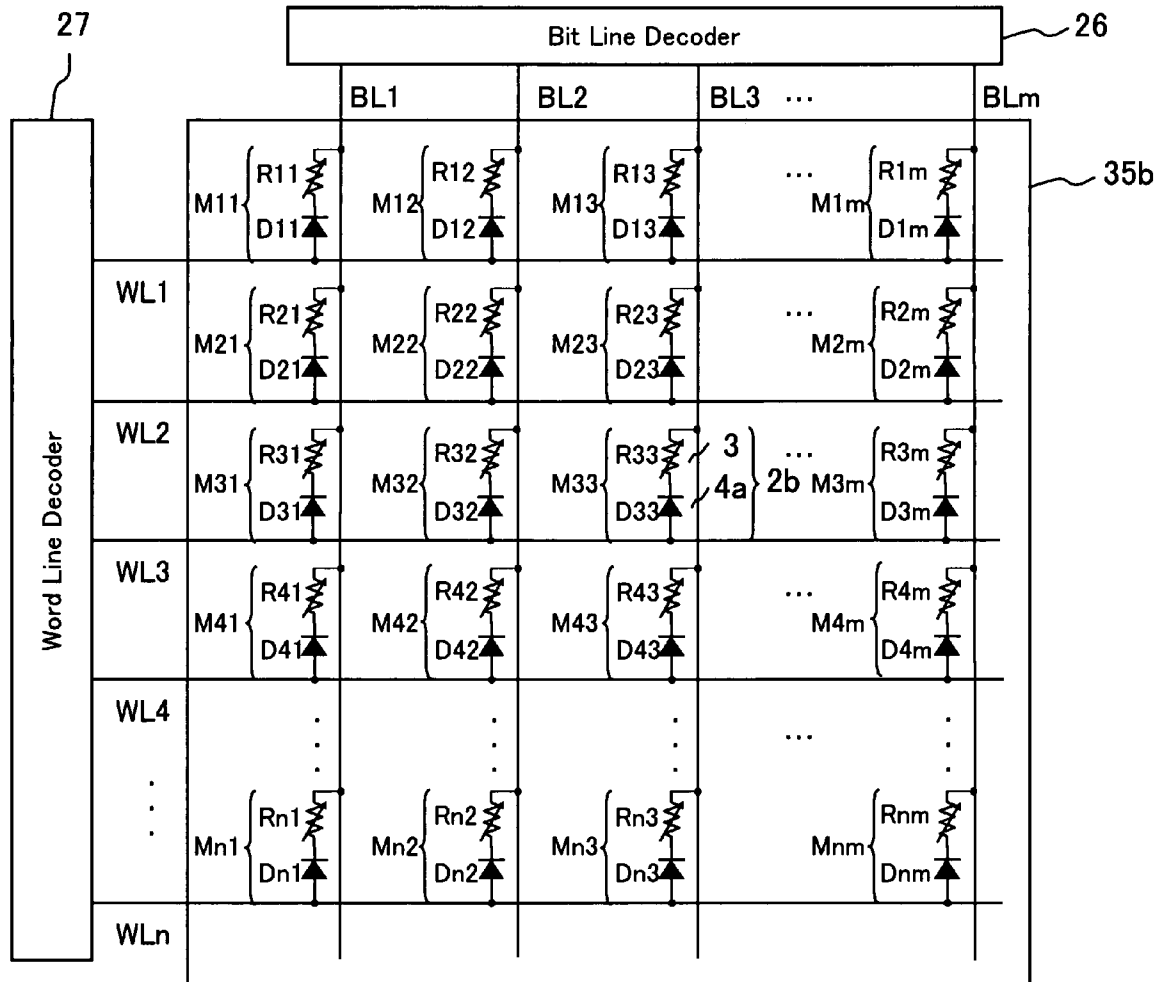 27
Bit Line Decoder
26
BL1 BL2 BL3 ... BLm
35b
R11 R12 R13 ... R1m
M11 M12 M13 M1m
D11 D12 D13 D1m
WL1
R21 R22 R23 ... R2m
M21 M22 M23 M2m
D21 D22 D23 D2m
WL2
R31 R32 R33 3 ... R3m
M31 M32 M33 4a 2b M3m
D31 D32 D33 D3m
WL3
R41 R42 R43 ... R4m
M41 M42 M43 M4m
D41 D42 D43 D4m
WL4
...
Rn1 Rn2 Rn3 Rnm
Mn1 Mn2 Mn3 Mnm
Dn1 Dn2 Dn3 Dnm
WLn
Word Line Decoder